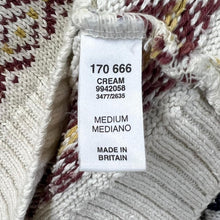 170 666
CREAM
9942058
3477/2635
MEDIUM
MEDIANO
MADE IN
BRITAIN